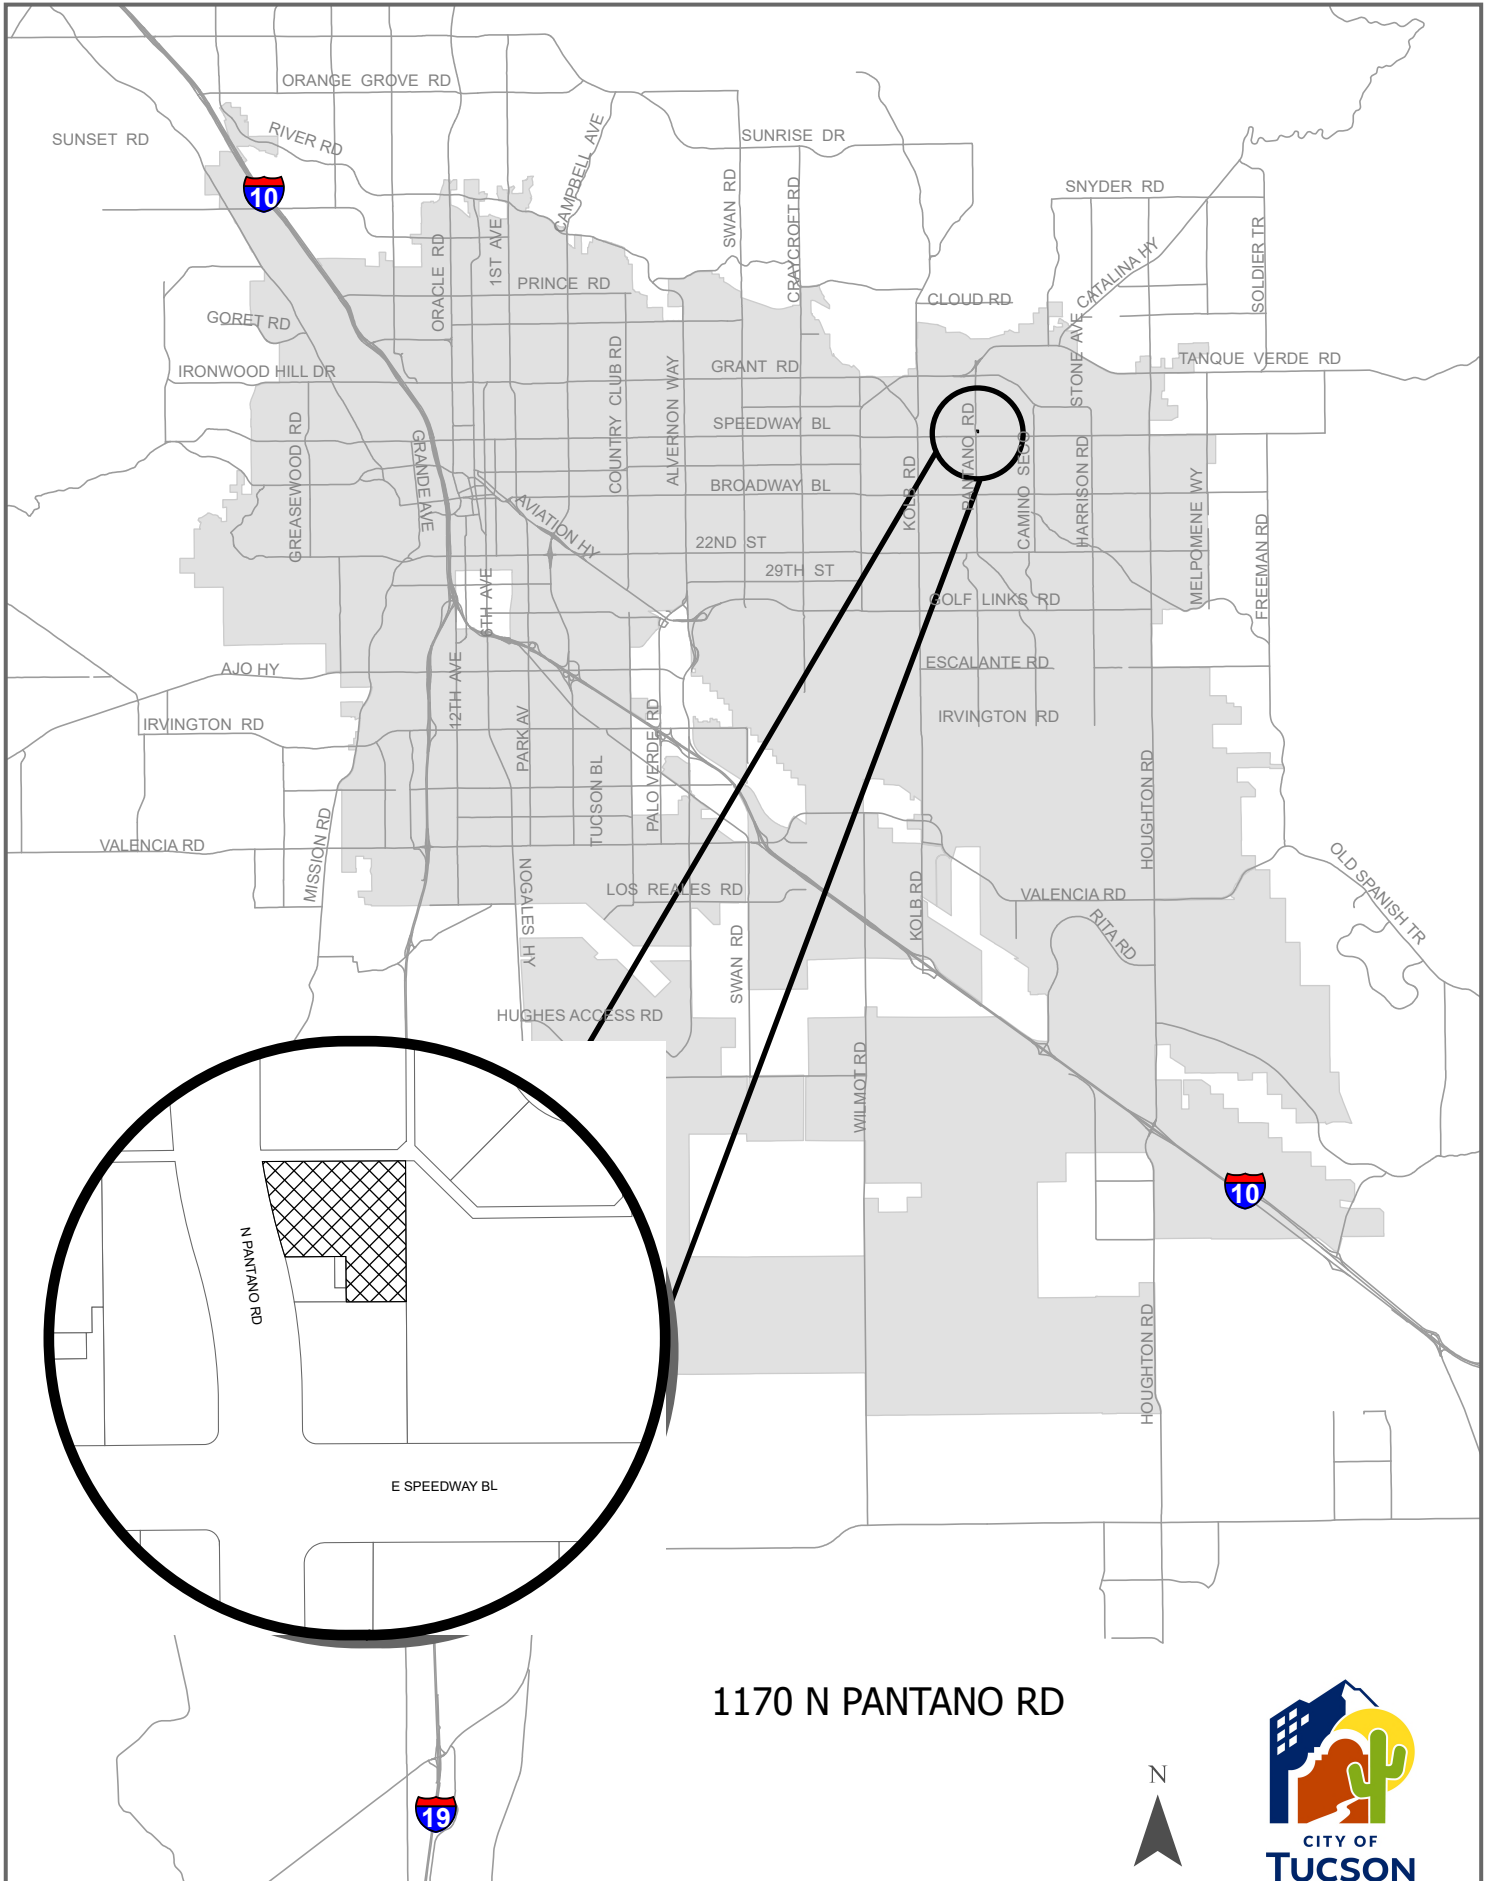 ORANGE GROVE RD
SUNSET RD
RIVER RD
CAMPBELL AVE
SUNRISE DR
10
SWAN RD
CRAYCROFT RD
SNYDER RD
ORACLE RD
1ST AVE
PRINCE RD
CLOUD RD
CATALINA HY
SOLDIER TR
GORET RD
STONE AVE
IRONWOOD HILL DR
COUNTRY CLUB RD
ALVERNON WAY
GRANT RD
TANQUE VERDE RD
GREASEWOOD RD
GRANDE AVE
SPEEDWAY BL
PANTANO RD
KOLB RD
CAMINO SECO
HARRISON RD
MELPOMENE WY
BROADWAY BL
AVIATION HY
22ND ST
29TH ST
FREEMAN RD
6TH AVE
GOLF LINKS RD
AJO HY
12TH AVE
ESCALANTE RD
IRVINGTON RD
PARK AV
PALO VERDE RD
IRVINGTON RD
TUCSON BL
HOUGHTON RD
VALENCIA RD
MISSION RD
NOGALES HY
LOS REALES RD
KOLB RD
VALENCIA RD
OLD SPANISH TR
RITA RD
SWAN RD
HUGHES ACCESS RD
WILMOT RD
10
HOUGHTON RD
N PANTANO RD
E SPEEDWAY BL
1170 N PANTANO RD
N
19
CITY OF
TUCSON